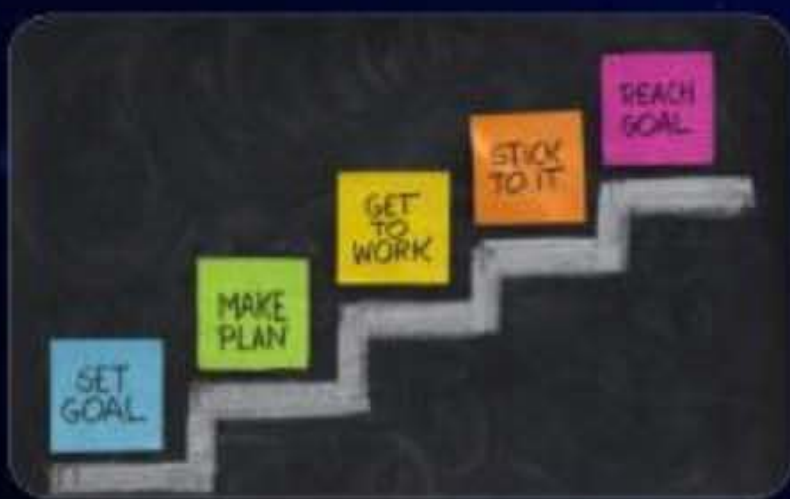 SET
GOAL
MAKE
PLAN
GET
TO
WORK
STICK
TO IT
REACH
GOAL